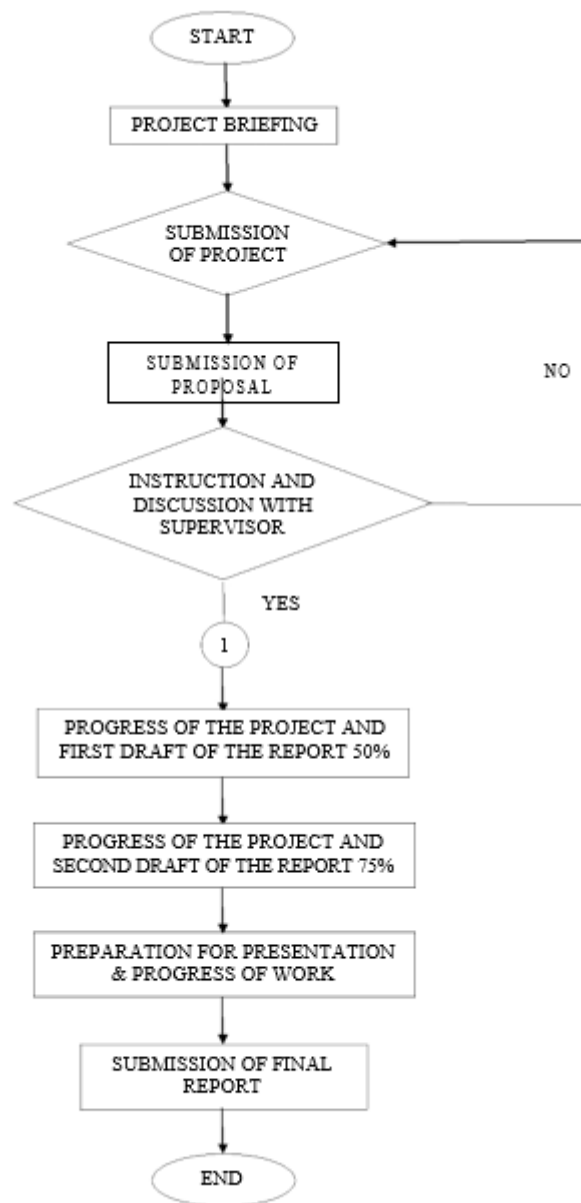 START
PROJECT BRIEFING
SUBMISSION
OF PROJECT
SUBMISSION OF
PROPOSAL
NO
INSTRUCTION AND
DISCUSSION WITH
SUPERVISOR
YES
1
PROGRESS OF THE PROJECT AND
FIRST DRAFT OF THE REPORT 50%
PROGRESS OF THE PROJECT AND
SECOND DRAFT OF THE REPORT 75%
PREPARATION FOR PRESENTATION
& PROGRESS OF WORK
SUBMISSION OF FINAL
REPORT
END